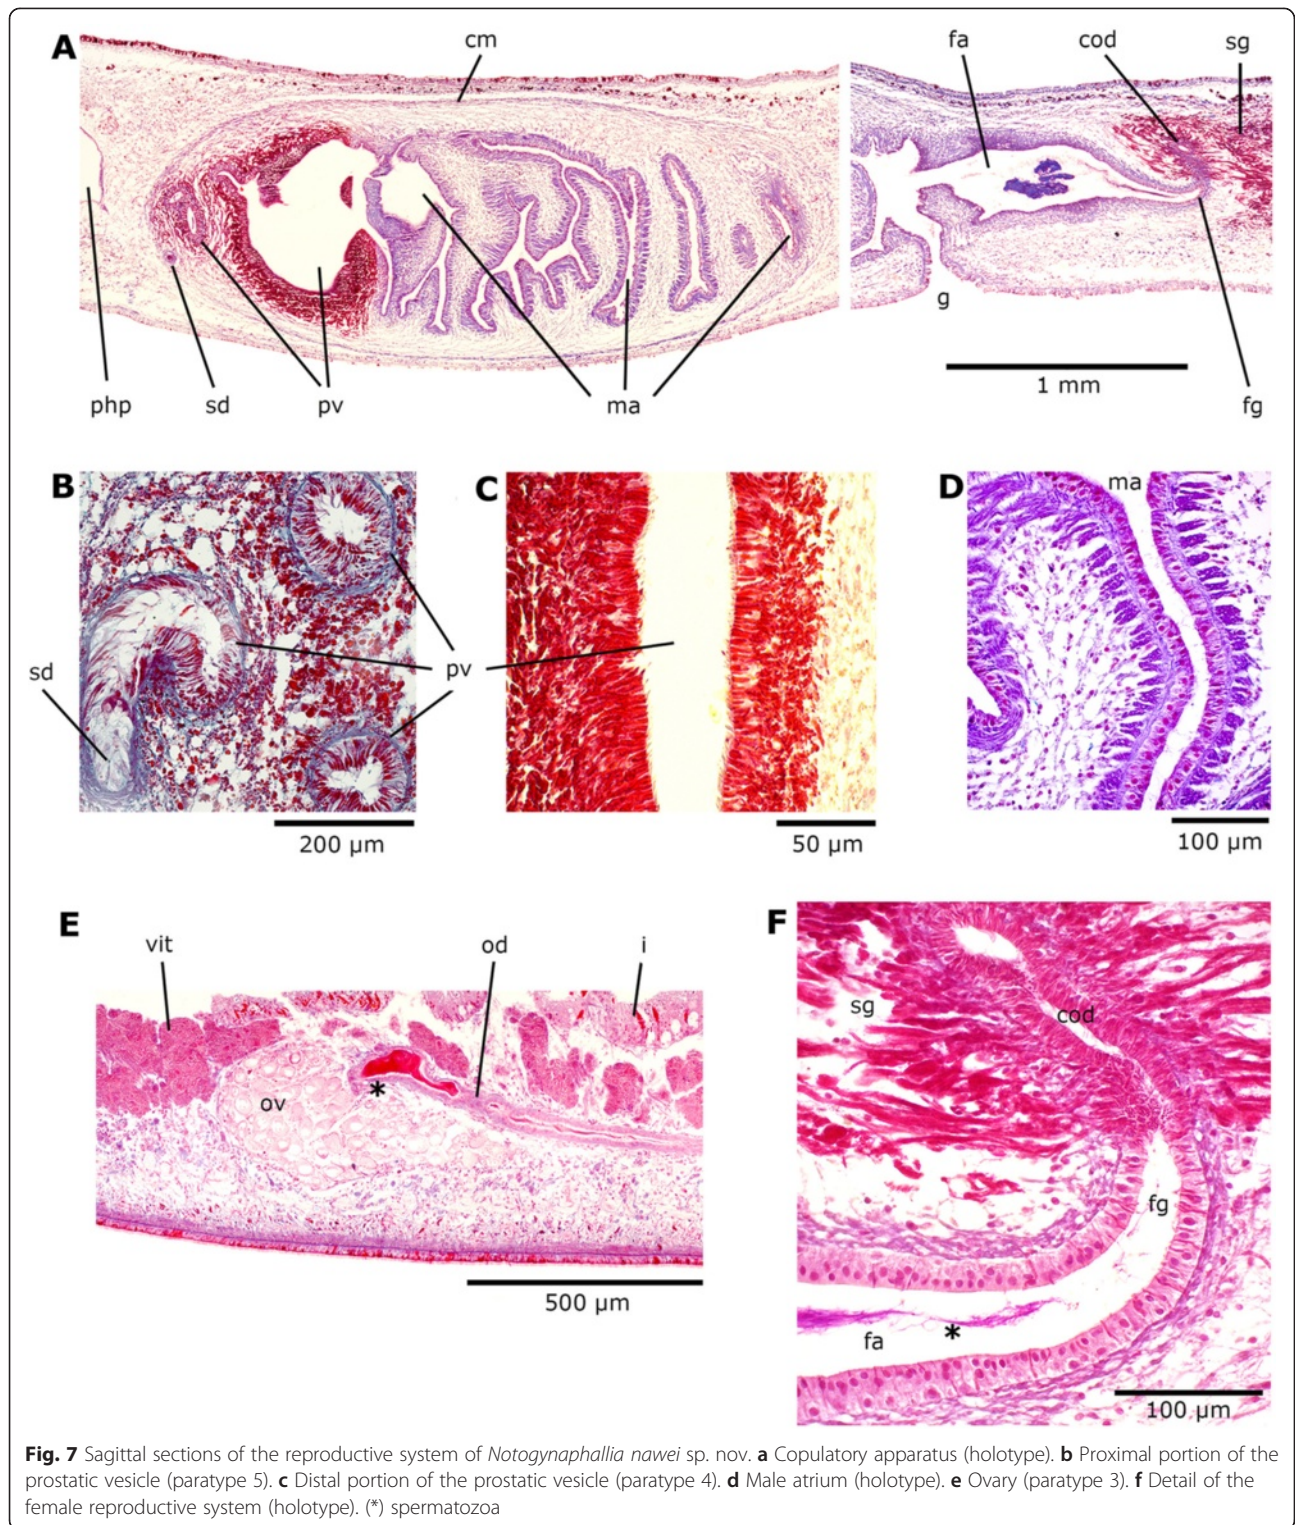 A
cm
fa
cod
sg
g
1 mm
php
sd
pv
ma
fg
B
C
D
ma
sd
pv
200 µm
50 µm
100 µm
E
F
vit
od
i
sg
cod
ov
*
fg
500 µm
fa
*
100 µm
Fig. 7 Sagittal sections of the reproductive system of Notogynaphallia nawei sp. nov. a Copulatory apparatus (holotype). b Proximal portion of the
prostatic vesicle (paratype 5). c Distal portion of the prostatic vesicle (paratype 4). d Male atrium (holotype). e Ovary (paratype 3). f Detail of the
female reproductive system (holotype). (*) spermatozoa